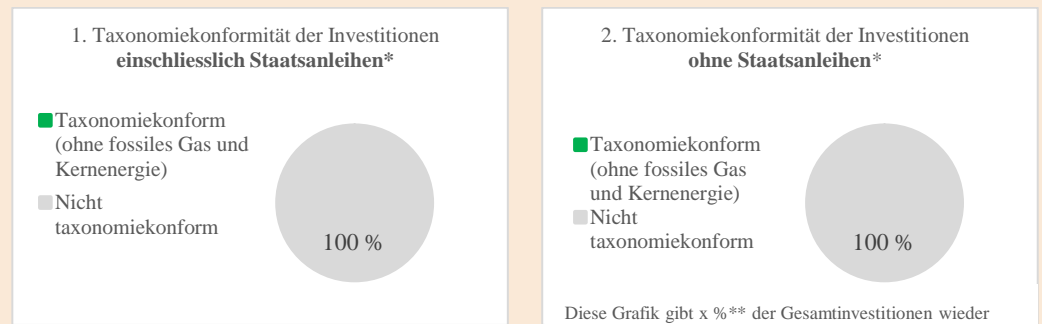 1. Taxonomiekonformität der Investitionen
einschliesslich Staatsanleihen*
Taxonomiekonform
(ohne fossiles Gas und
Kernenergie)
Nicht
taxonomiekonform
100 %
2. Taxonomiekonformität der Investitionen
ohne Staatsanleihen*
Taxonomiekonform
(ohne fossiles Gas
und Kernenergie)
Nicht
taxonomiekonform
100 %
Diese Grafik gibt x %** der Gesamtinvestitionen wieder